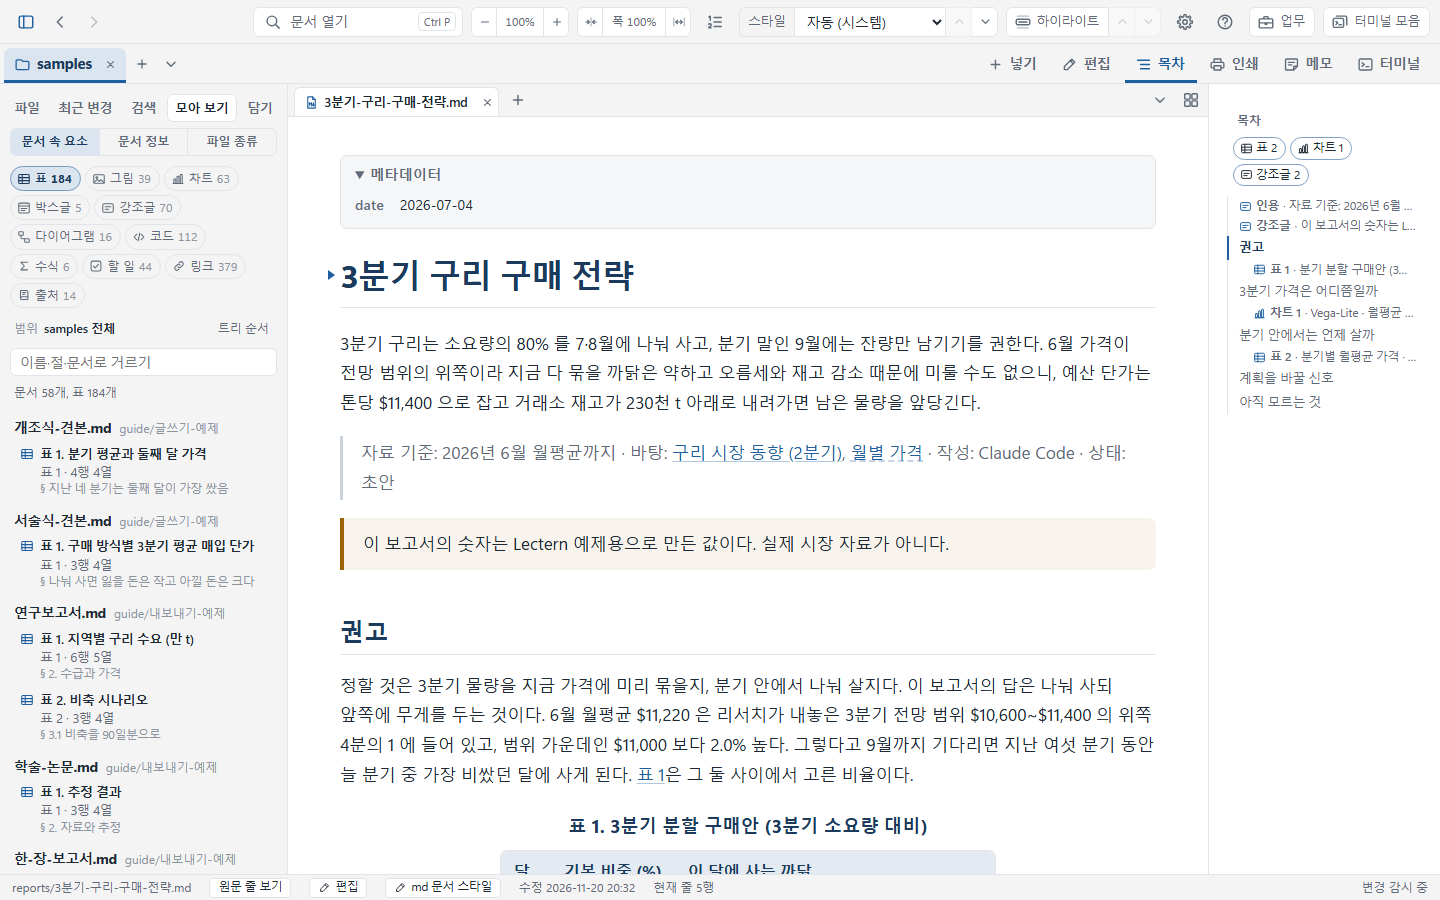 문서 열기
Ctrl P
100%
폭 100%
스타일
자동 (시스템)
하이라이트
업무
터미널 모음
samples
넣기
편집
목차
인쇄
메모
터미널
파일
최근 변경
검색
모아 보기
담기
문서 속 요소
문서 정보
파일 종류
표 184
그림 39
차트 63
박스글 5
강조글 70
다이어그램 16
코드 112
수식 6
할 일 44
링크 379
출처 14
범위 samples 전체
트리 순서
이름·절·문서로 거르기
문서 58개, 표 184개
개조식-견본.md guide/글쓰기-예제
표 1. 분기 평균과 둘째 달 가격
표 1 · 4행 4열
§ 지난 네 분기는 둘째 달이 가장 쌌음
서술식-견본.md guide/글쓰기-예제
표 1. 구매 방식별 3분기 평균 매입 단가
표 1 · 3행 4열
§ 나눠 사면 잃을 돈은 작고 아낄 돈은 크다
연구보고서.md guide/내보내기-예제
표 1. 지역별 구리 수요 (만 t)
표 1 · 6행 5열
§ 2. 수급과 가격
표 2. 비축 시나리오
표 2 · 3행 4열
§ 3.1 비축을 90일분으로
학술-논문.md guide/내보내기-예제
표 1. 추정 결과
표 1 · 3행 4열
§ 2. 자료와 추정
한-장-보고서.md guide/내보내기-예제
3분기-구리-구매-전략.md
메타데이터
date 2026-07-04
3분기 구리 구매 전략
3분기 구리는 소요량의 80% 를 7·8월에 나눠 사고, 분기 말인 9월에는 잔량만 남기기를 권한다. 6월 가격이
전망 범위의 위쪽이라 지금 다 묶을 까닭은 약하고 오름세와 재고 감소 때문에 미룰 수도 없으니, 예산 단가는
톤당 $11,400 으로 잡고 거래소 재고가 230천 t 아래로 내려가면 남은 물량을 앞당긴다.
자료 기준: 2026년 6월 월평균까지 · 바탕: 구리 시장 동향 (2분기), 월별 가격 · 작성: Claude Code · 상태:
초안
이 보고서의 숫자는 Lectern 예제용으로 만든 값이다. 실제 시장 자료가 아니다.
권고
정할 것은 3분기 물량을 지금 가격에 미리 묶을지, 분기 안에서 나눠 살지다. 이 보고서의 답은 나눠 사되
앞쪽에 무게를 두는 것이다. 6월 월평균 $11,220 은 리서치가 내놓은 3분기 전망 범위 $10,600~$11,400 의 위쪽
4분의 1 에 들어 있고, 범위 가운데인 $11,000 보다 2.0% 높다. 그렇다고 9월까지 기다리면 지난 여섯 분기 동안
늘 분기 중 가장 비쌌던 달에 사게 된다. 표 1은 그 둘 사이에서 고른 비율이다.
표 1. 3분기 분할 구매안 (3분기 소요량 대비)
달 기본 비중 (%) 이 달에 사는 까닭
목차
표 2
차트 1
강조글 2
인용 · 자료 기준: 2026년 6월 ...
강조글 · 이 보고서의 숫자는 L...
권고
표 1 · 분기 분할 구매안 (3...
3분기 가격은 어디쯤일까
차트 1 · Vega-Lite · 월평균 ...
분기 안에서는 언제 살까
표 2 · 분기별 월평균 가격 · ...
계획을 바꿀 신호
아직 모르는 것
reports/3분기-구리-구매-전략.md
원문 줄 보기
편집
md 문서 스타일
수정 2026-11-20 20:32
현재 줄 5행
변경 감시 중